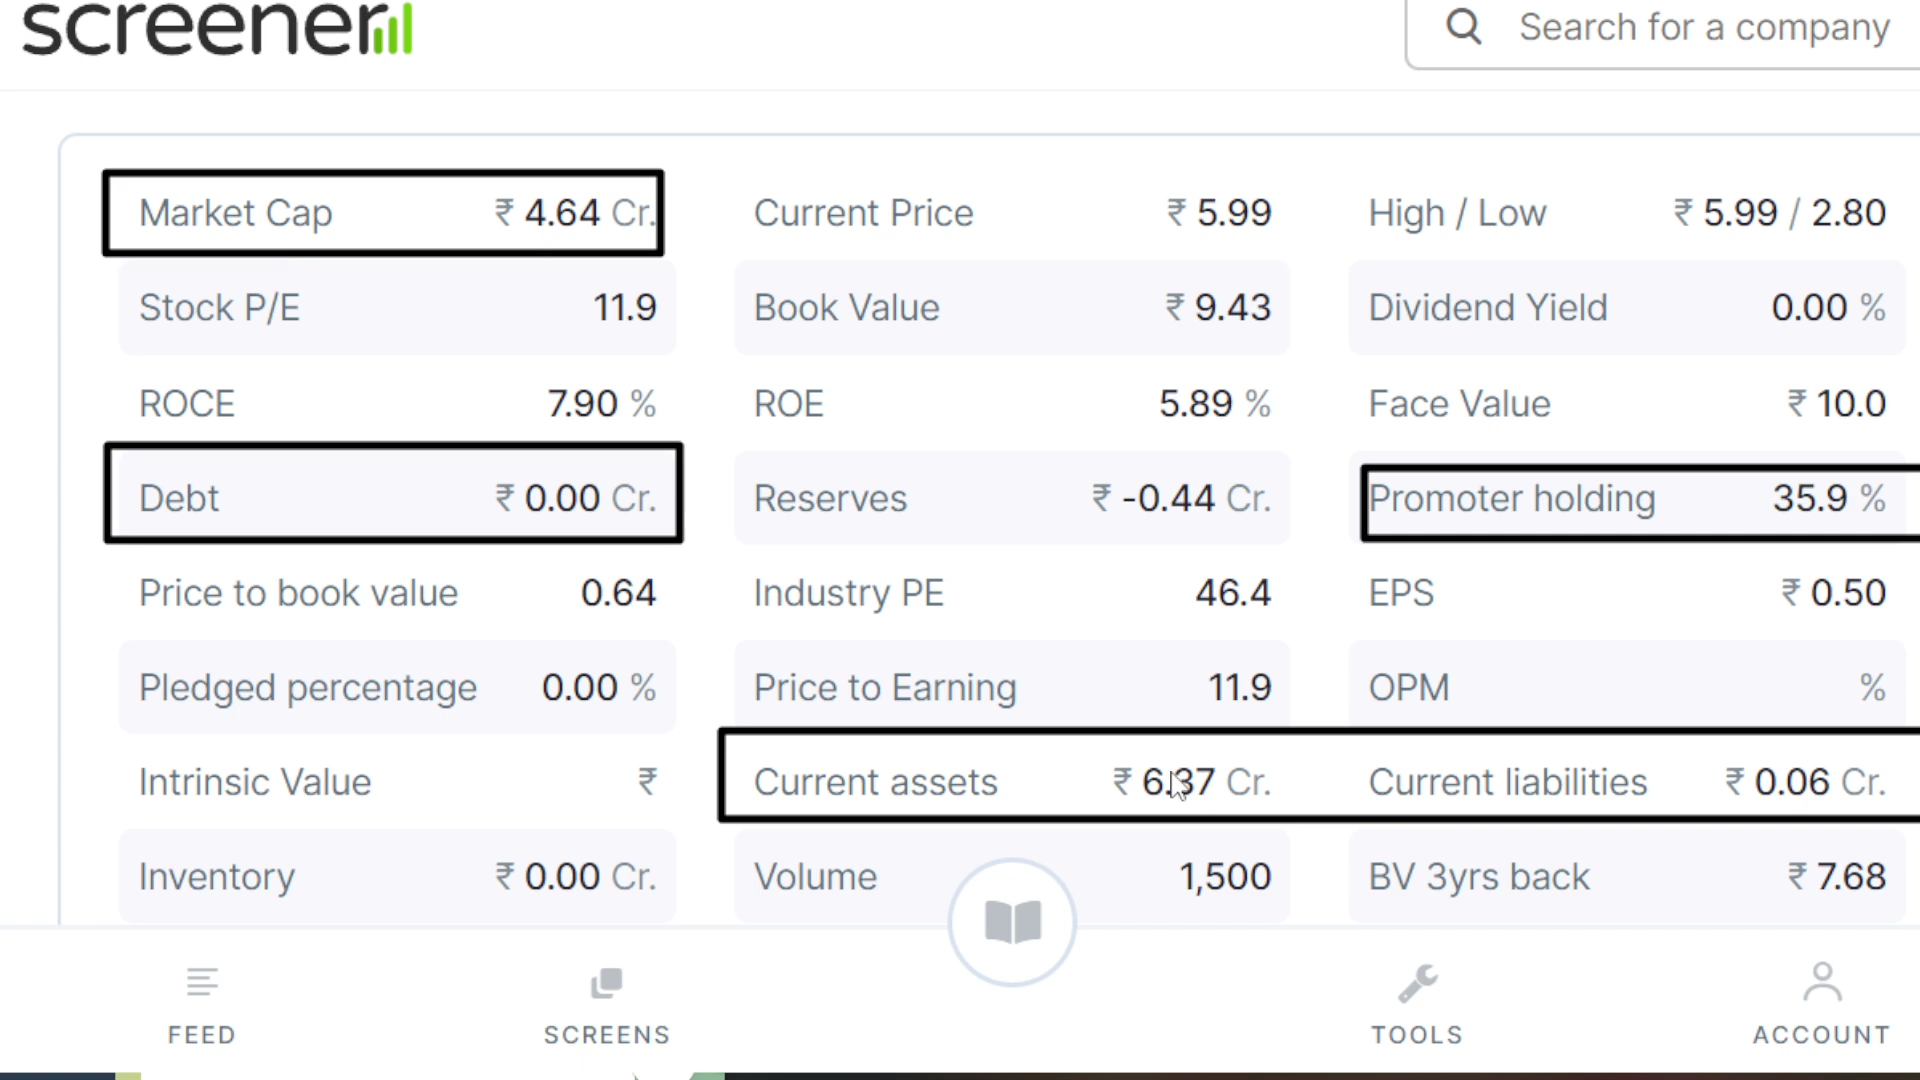 screener
Search for a company
Market Cap ₹ 4.64 Cr. Current Price ₹ 5.99 High / Low ₹ 5.99 / 2.80
Stock P/E 11.9 Book Value ₹ 9.43 Dividend Yield 0.00 %
ROCE 7.90 % ROE 5.89 % Face Value ₹ 10.0
Debt ₹ 0.00 Cr. Reserves ₹ -0.44 Cr. Promoter holding 35.9 %
Price to book value 0.64 Industry PE 46.4 EPS ₹ 0.50
Pledged percentage 0.00 % Price to Earning 11.9 OPM %
Intrinsic Value ₹ Current assets ₹ 6.37 Cr. Current liabilities ₹ 0.06 Cr.
Inventory ₹ 0.00 Cr. Volume 1,500 BV 3yrs back ₹ 7.68
FEED SCREENS TOOLS ACCOUNT